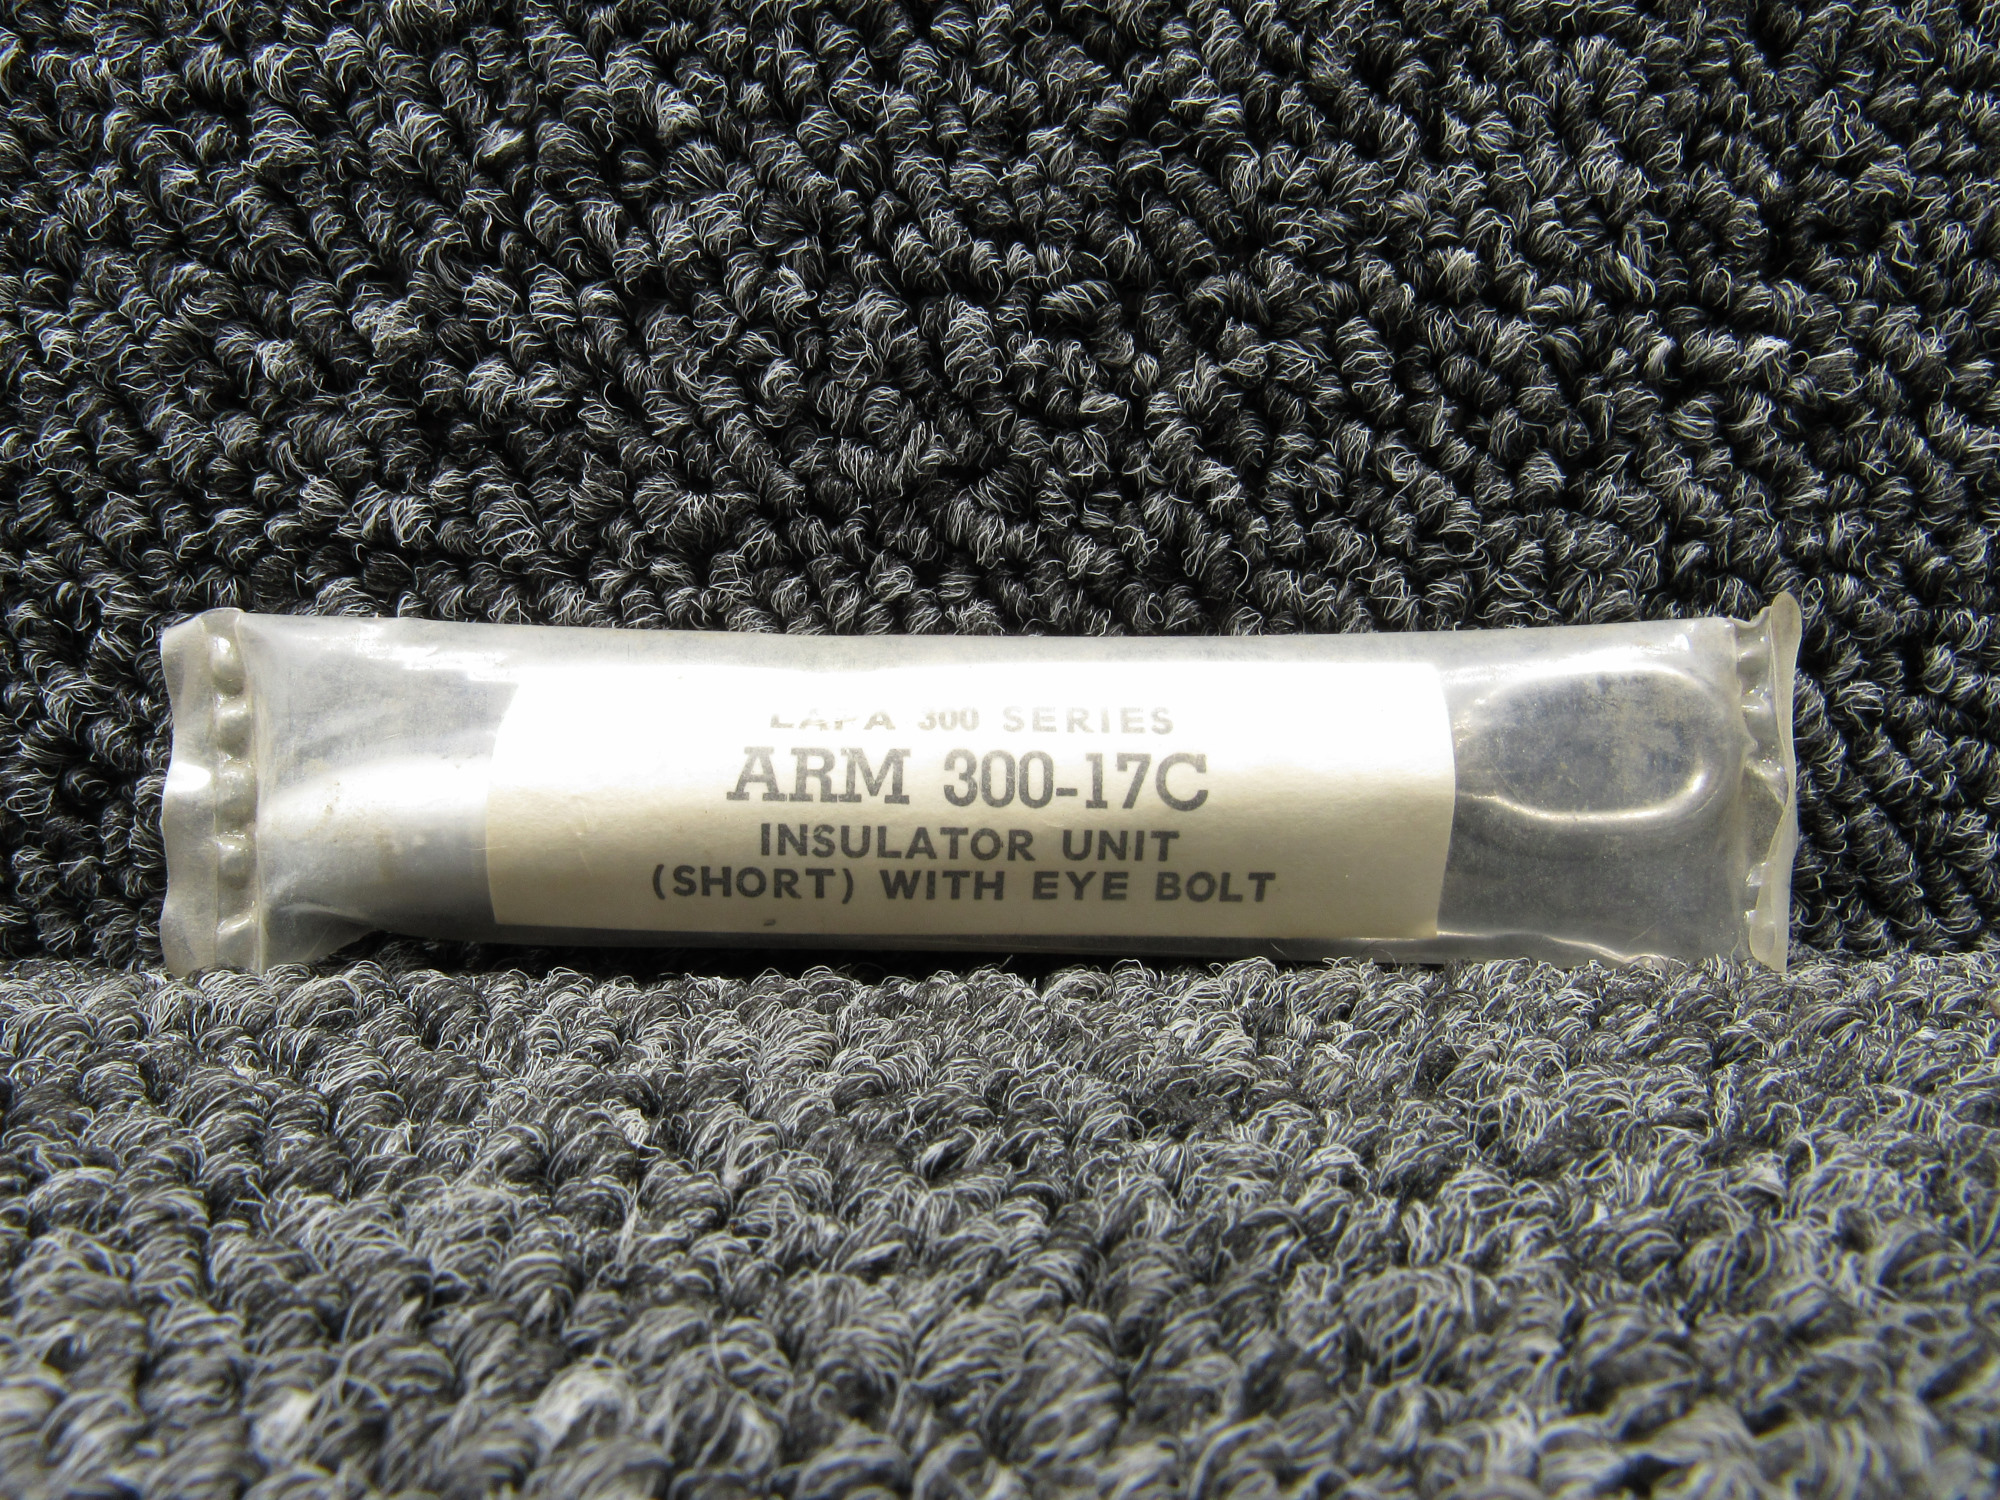 LAPA 300 SERIES
ARM 300-17C
INSULATOR UNIT
(SHORT) WITH EYE BOLT